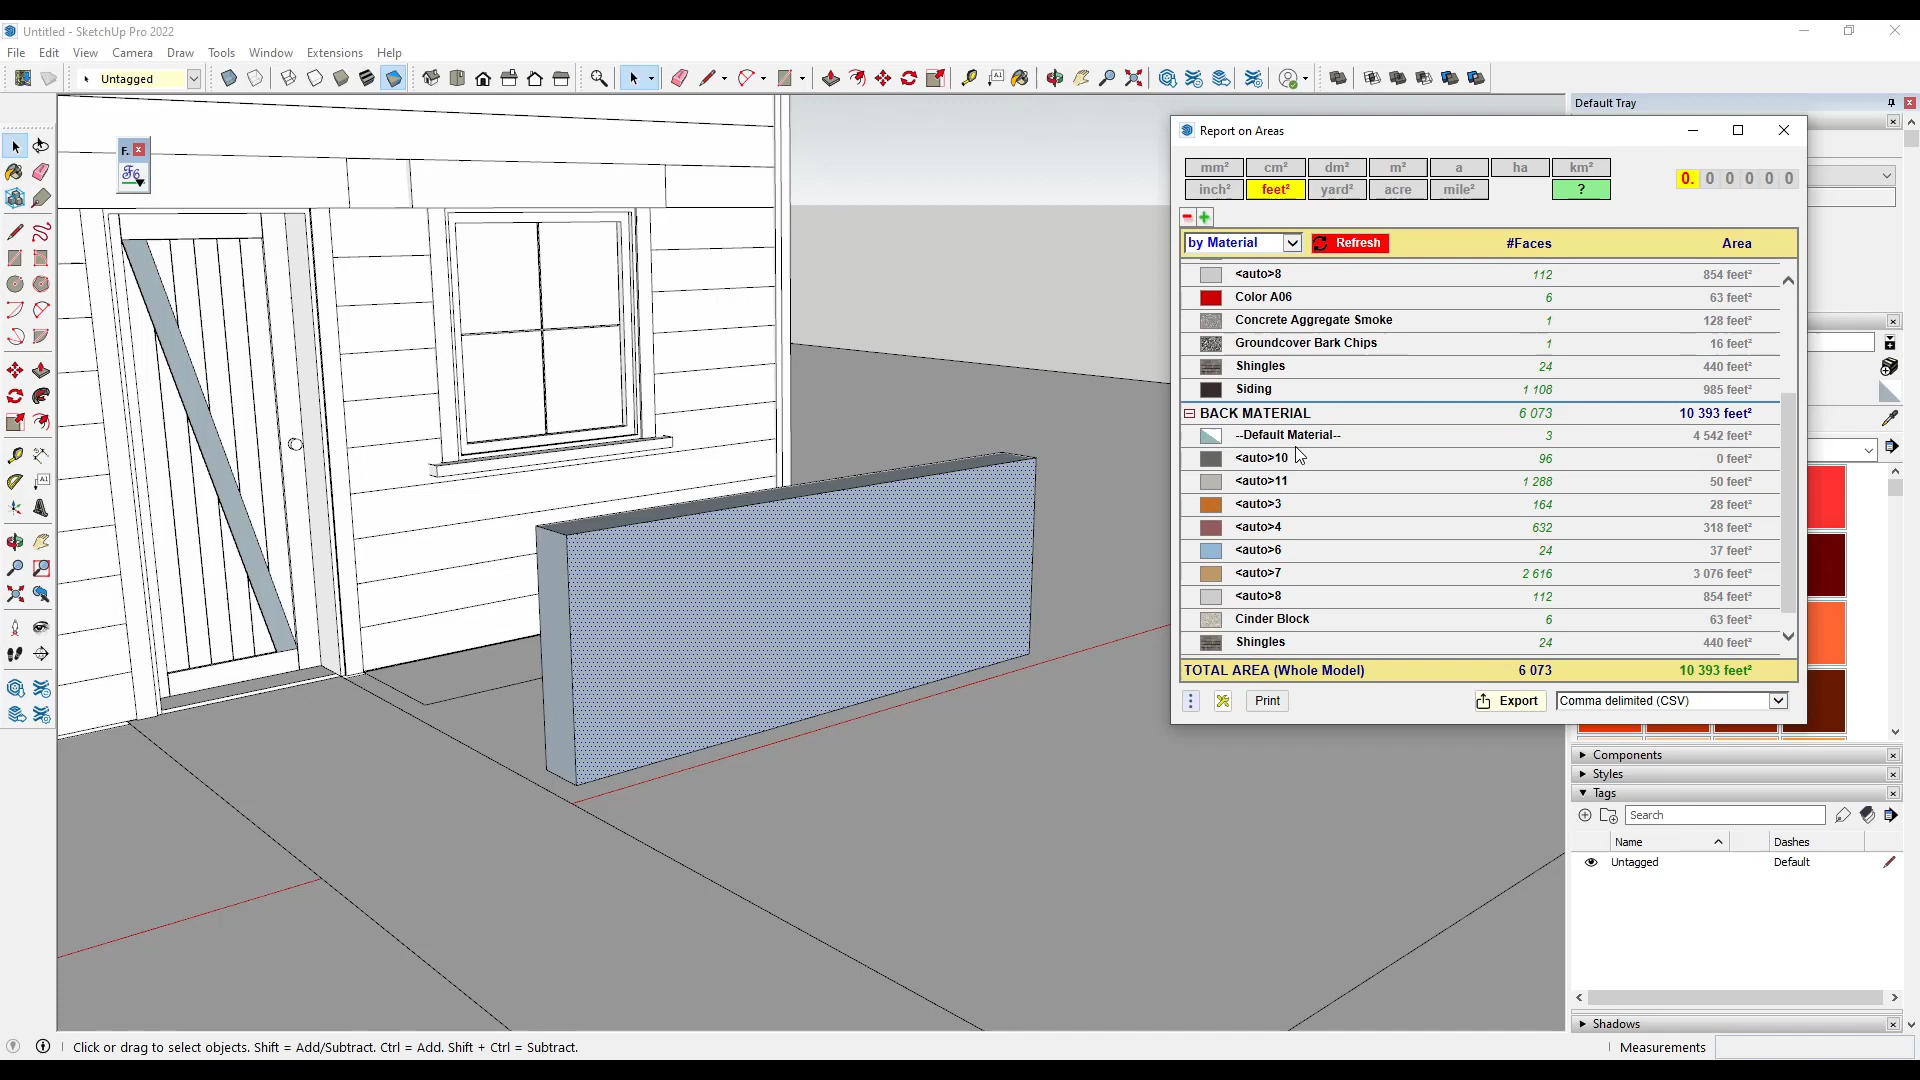 Untitled - SketchUp Pro 2022
File Edit View Camera Draw Tools Window Extensions Help
Untagged
Default Tray
F.
Report on Areas
mm² cm² dm² m² a ha km²
inch² feet² yard² acre mile² ?
0. 0 0 0 0 0
by Material Refresh #Faces Area
<auto>8 112 854 feet²
Color A06 6 63 feet²
Concrete Aggregate Smoke 1 128 feet²
Groundcover Bark Chips 1 16 feet²
Shingles 24 440 feet²
Siding 1 108 985 feet²
BACK MATERIAL 6 073 10 393 feet²
--Default Material-- 3 4 542 feet²
<auto>10 96 0 feet²
<auto>11 1 288 50 feet²
<auto>3 164 28 feet²
<auto>4 632 318 feet²
<auto>6 24 37 feet²
<auto>7 2 616 3 076 feet²
<auto>8 112 854 feet²
Cinder Block 6 63 feet²
Shingles 24 440 feet²
TOTAL AREA (Whole Model) 6 073 10 393 feet²
Print Export Comma delimited (CSV)
Components
Styles
Tags
Search
Name Dashes
Untagged Default
Shadows
Click or drag to select objects. Shift = Add/Subtract. Ctrl = Add. Shift + Ctrl = Subtract.
Measurements